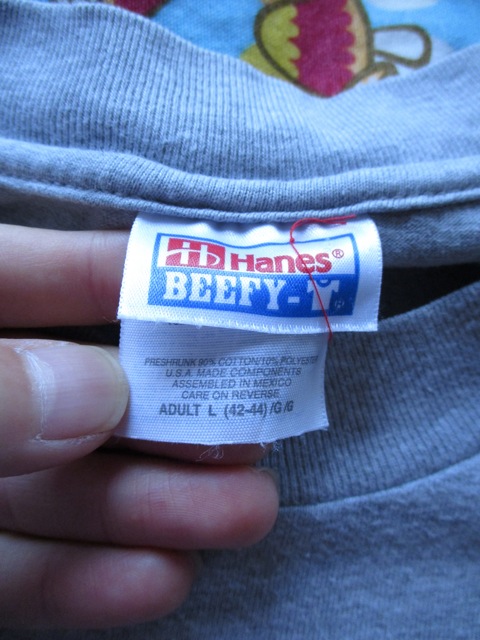 Hanes®
BEEFY-T®
PRESHRUNK 90% COTTON/10% POLYESTER
U.S.A. MADE COMPONENTS
ASSEMBLED IN MEXICO
CARE ON REVERSE
ADULT L (42-44)/G/G